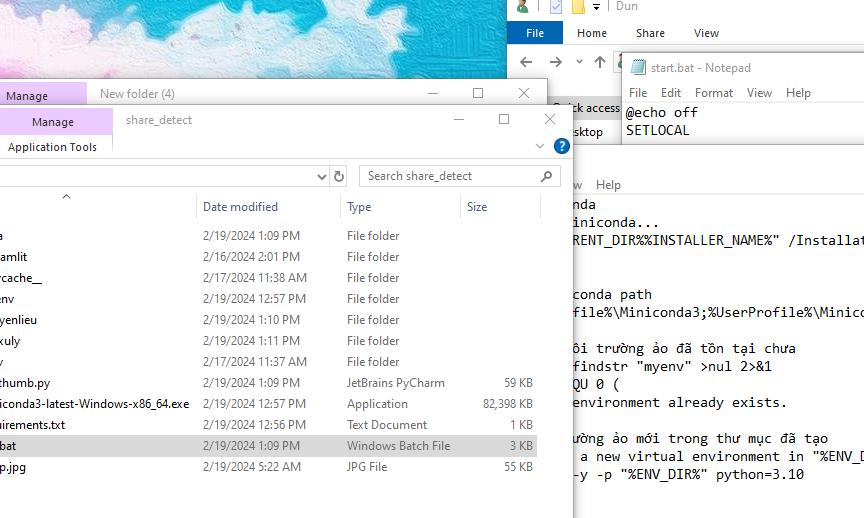 Dun
File Home Share View
start.bat - Notepad
File Edit Format View Help
@echo off
SETLOCAL
Manage New folder (4)
Quick access
Manage share_detect
Application Tools
Search share_detect
Date modified Type Size
2/19/2024 1:09 PM File folder
2/16/2024 2:01 PM File folder
2/17/2024 11:38 AM File folder
2/19/2024 12:57 PM File folder
2/19/2024 1:10 PM File folder
2/19/2024 1:11 PM File folder
2/17/2024 11:37 AM File folder
thumb.py 2/19/2024 1:09 PM JetBrains PyCharm 59 KB
iconda3-latest-Windows-x86_64.exe 2/19/2024 12:57 PM Application 82,398 KB
uirements.txt 2/19/2024 12:56 PM Text Document 1 KB
bat 2/19/2024 1:09 PM Windows Batch File 3 KB
p.jpg 2/19/2024 5:22 AM JPG File 55 KB
Help
nda
iniconda...
RENT_DIR%%INSTALLER_NAME%" /Installat
conda path
file%\Miniconda3;%UserProfile%\Minico
ôi trường ảo đã tồn tại chưa
findstr "myenv" >nul 2>&1
QU 0 (
environment already exists.
ường ảo mới trong thư mục đã tạo
a new virtual environment in "%ENV_D
-y -p "%ENV_DIR%" python=3.10